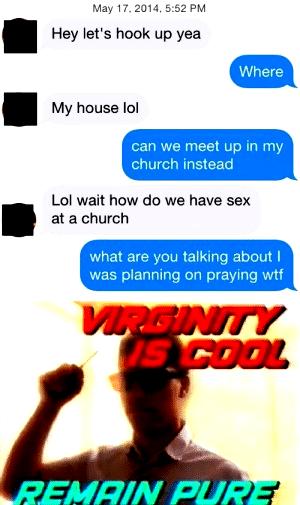 May 17, 2014, 5:52 PM
Hey let's hook up yea
Where
My house lol
can we meet up in my
church instead
Lol wait how do we have sex
at a church
what are you talking about I
was planning on praying wtf
VIRGINITY
IS COOL
REMAIN PURE